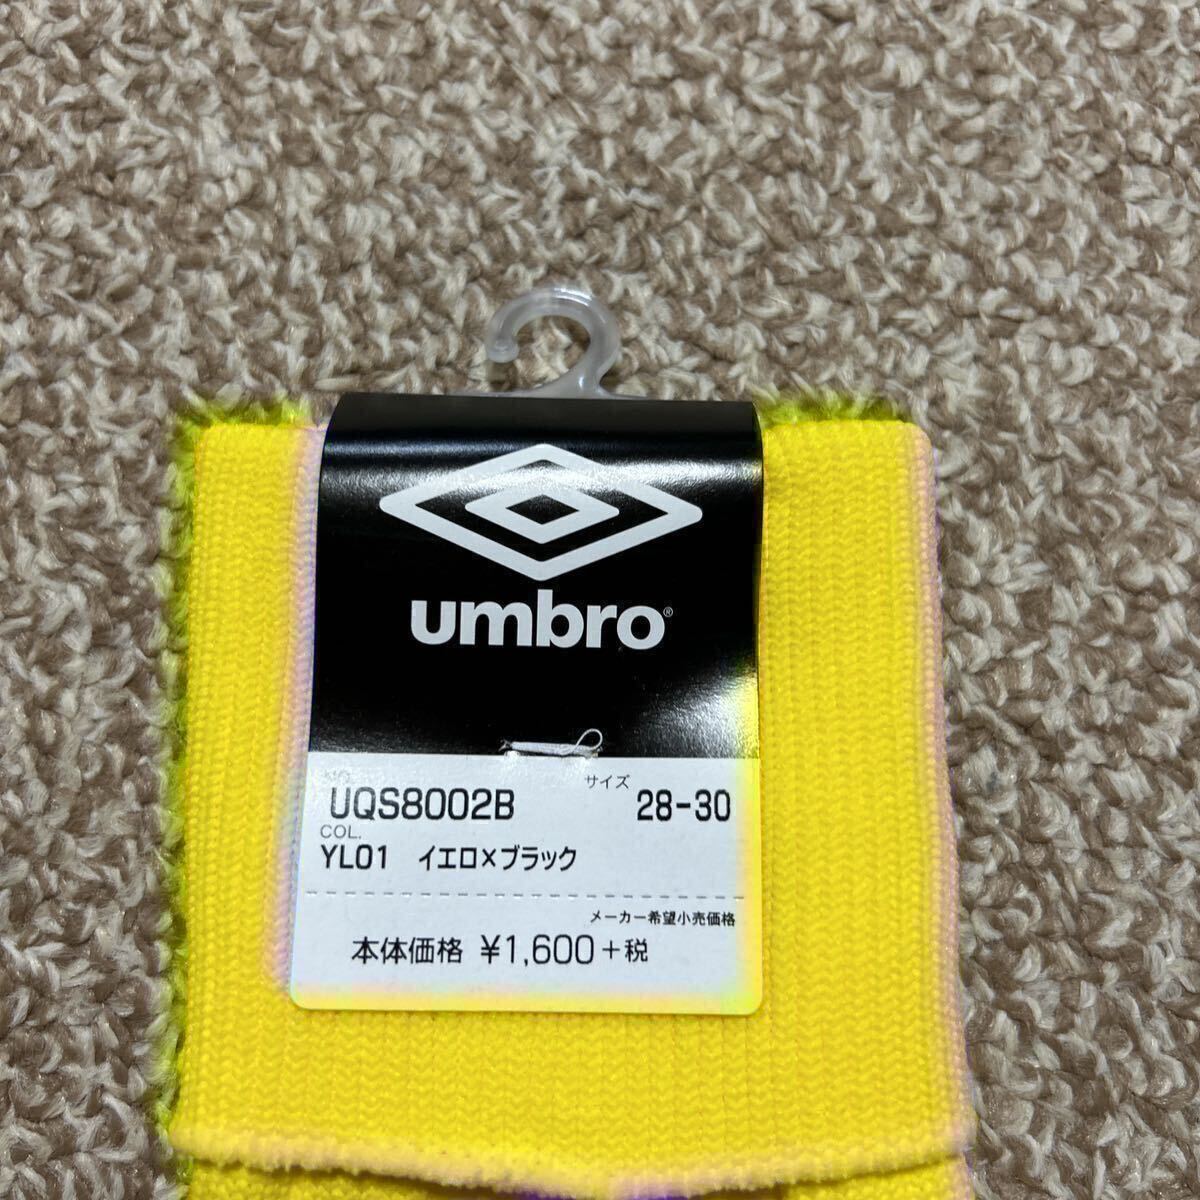 umbro®
NO.
サイズ
UQS8002B 28-30
COL.
YL01 イエロ×ブラック
メーカー希望小売価格
本体価格 ¥1,600+税